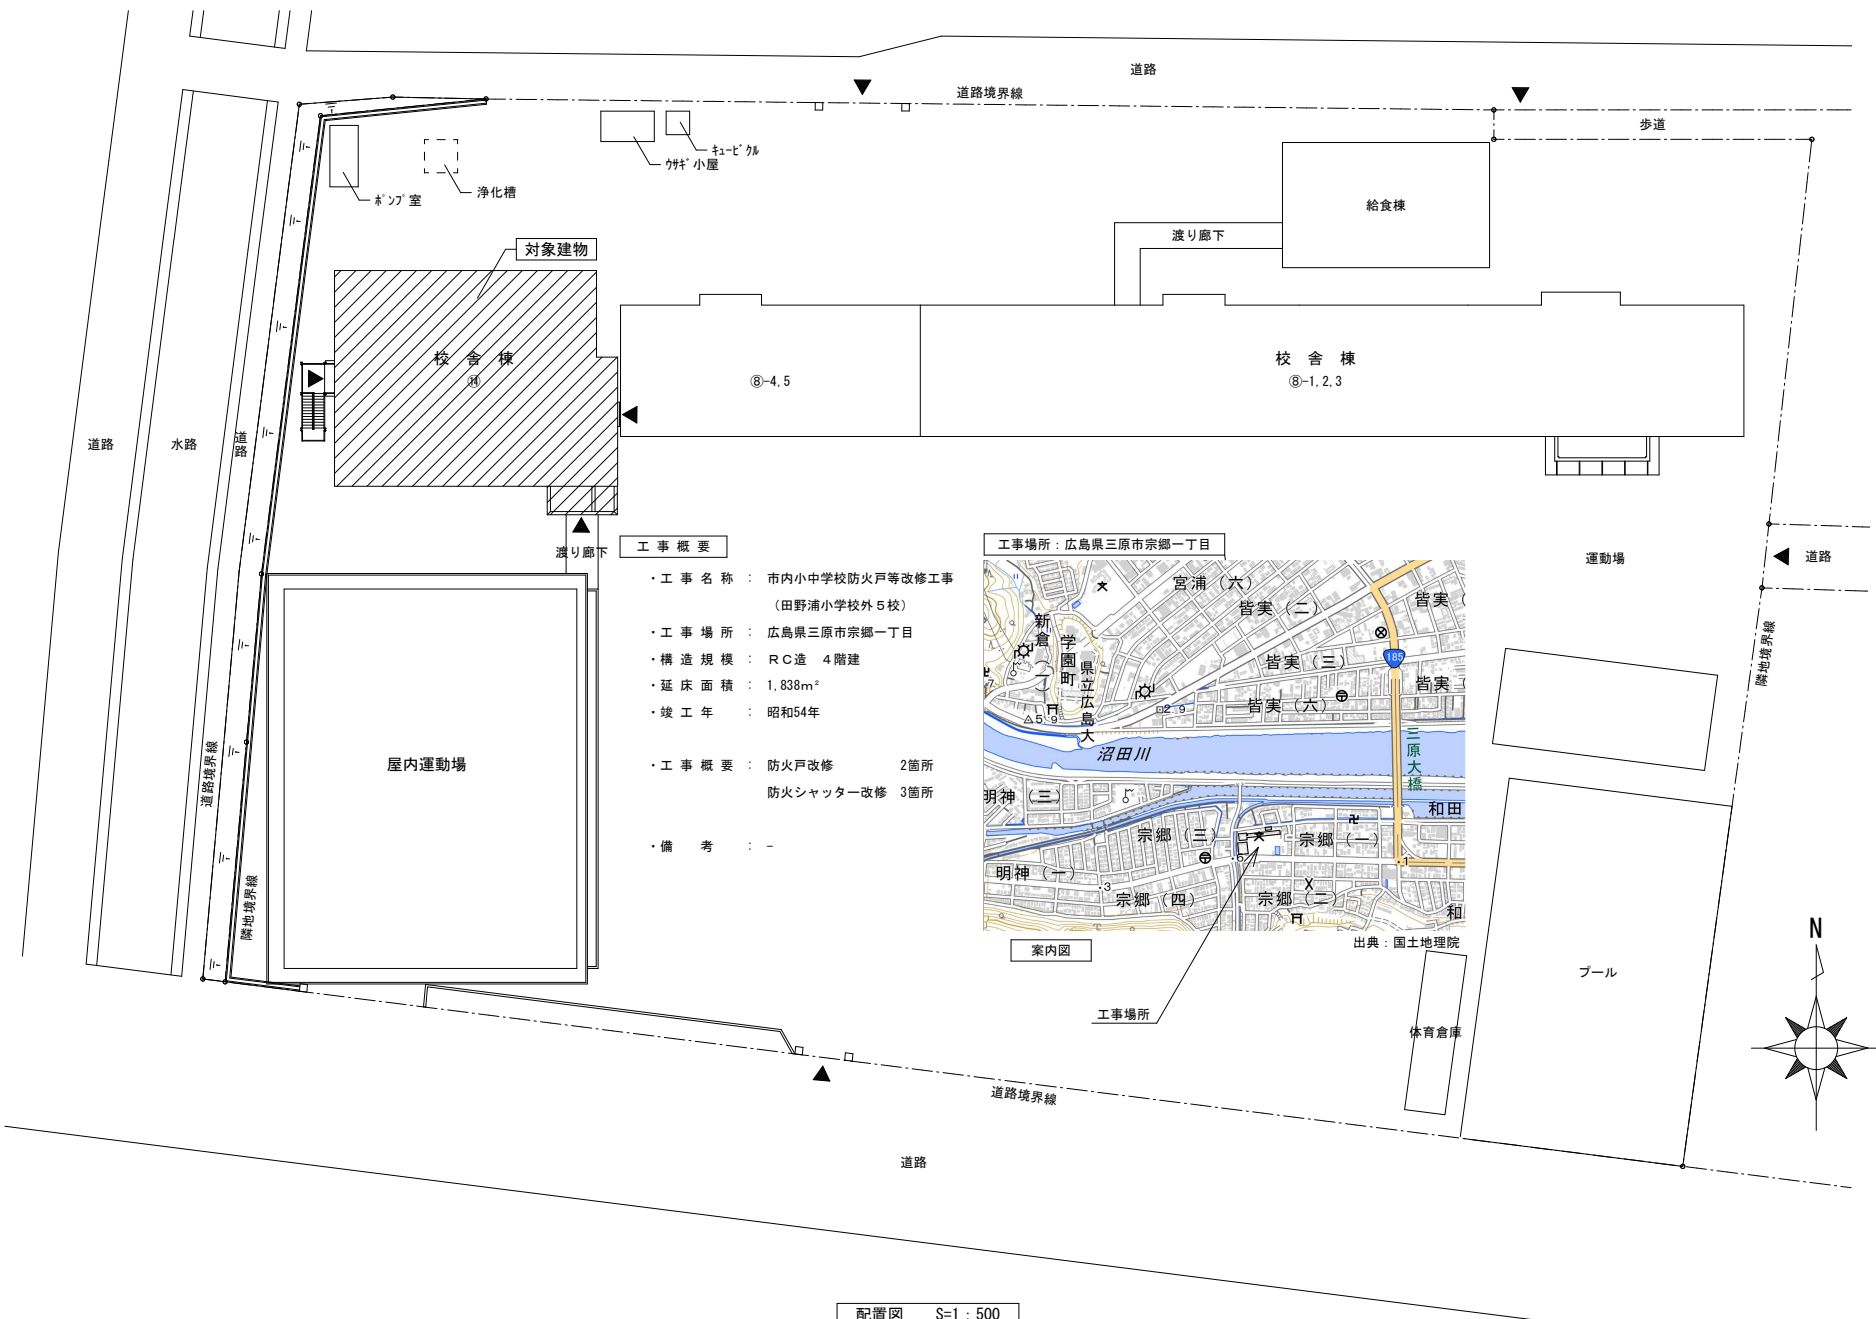 道路
道路境界線
歩道
キュービクル
ウサギ小屋
ポンプ室
浄化槽
給食棟
渡り廊下
対象建物
校 舎 棟
⑭
⑧-4,5
校 舎 棟
⑧-1,2,3
道路
水路
道路
渡り廊下
工 事 概 要
・工 事 名 称 ： 市内小中学校防火戸等改修工事
（田野浦小学校外５校）
・工 事 場 所 ： 広島県三原市宗郷一丁目
・構 造 規 模 ： ＲＣ造　４階建
・延 床 面 積 ： 1,838m²
・竣 工 年 ： 昭和54年
・工 事 概 要 ： 防火戸改修 2箇所
防火シャッター改修 3箇所
・備　 考 ： -
工事場所：広島県三原市宗郷一丁目
宮浦（六）
皆実（二）
皆実（
新倉（一）
学園町
県立広島大
皆実（三）
185
皆実（
皆実（六）
2.9
5.9
沼田川
三原大橋
明神（三）
和田
宗郷（三）
宗郷（一）
明神（一）
・3
・6
・1
宗郷（四）
宗郷（二）
和
案内図
出典：国土地理院
工事場所
運動場
道路
隣地境界線
屋内運動場
道路境界線
隣地境界線
プール
体育倉庫
N
道路境界線
道路
配置図　S=1：500